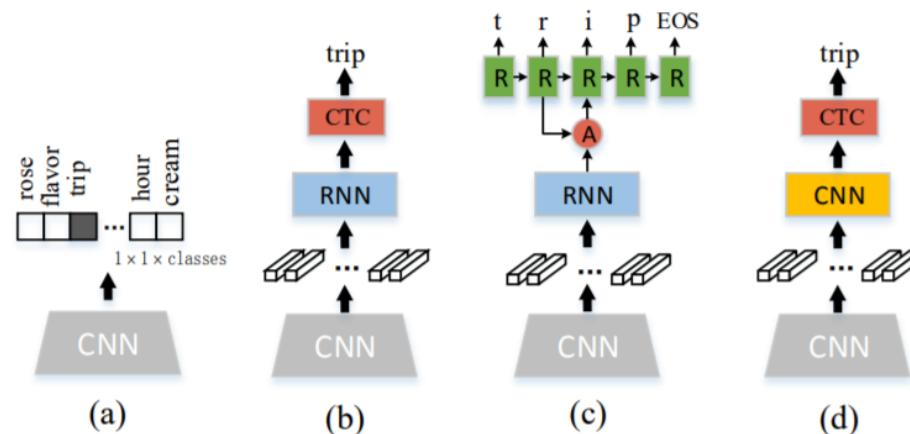 rose
flavor
trip
...
hour
cream
1×1×classes
CNN
(a)
trip
CTC
RNN
...
CNN
(b)
t r i p EOS
R R R R R
A
RNN
...
CNN
(c)
trip
CTC
CNN
...
CNN
(d)